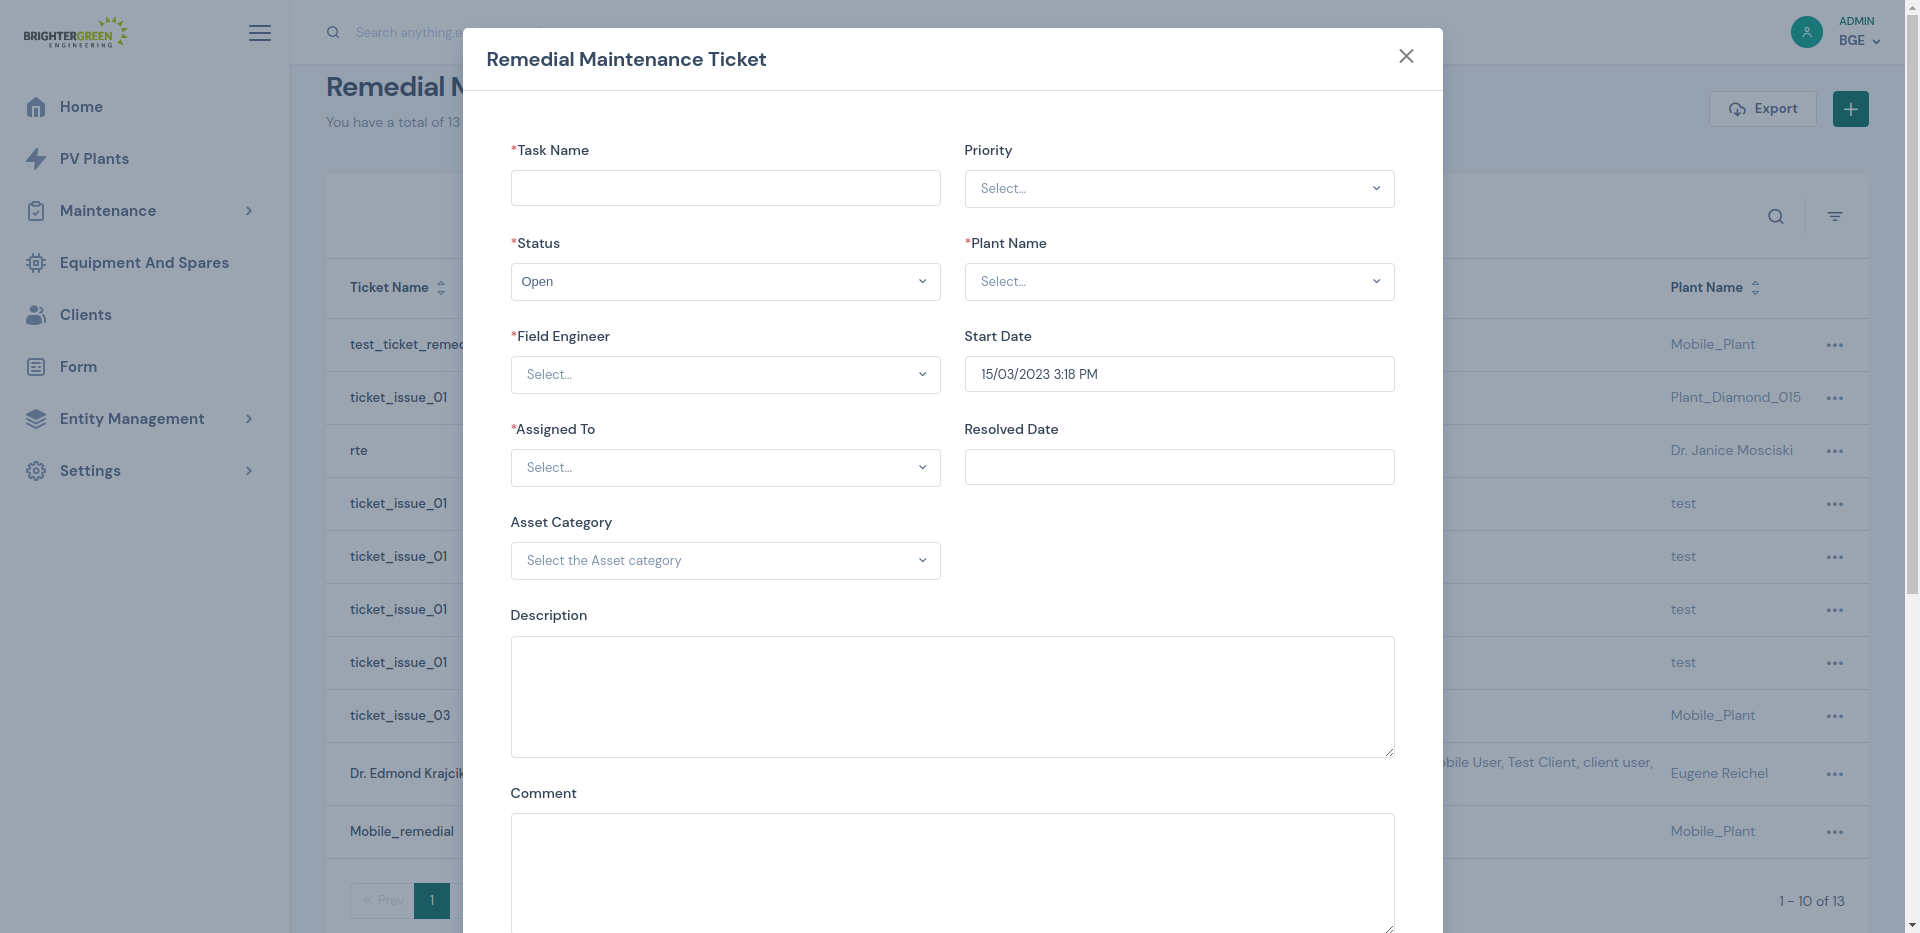 BRIGHTERGREEN
ENGINEERING
Search anything.e
ADMIN
BGE
Home
PV Plants
Maintenance
Equipment And Spares
Clients
Form
Entity Management
Settings
Remedial M
You have a total of 13
Export
Ticket Name
Plant Name
test_ticket_remed
Mobile_Plant
ticket_issue_01
Plant_Diamond_015
rte
Dr. Janice Mosciski
ticket_issue_01
test
ticket_issue_01
test
ticket_issue_01
test
ticket_issue_01
test
ticket_issue_03
Mobile_Plant
Dr. Edmond Krajcik
obile User, Test Client, client user,
Eugene Reichel
Mobile_remedial
Mobile_Plant
« Prev
1
1 - 10 of 13
Remedial Maintenance Ticket
*Task Name
Priority
Select...
*Status
*Plant Name
Open
Select...
*Field Engineer
Start Date
Select...
15/03/2023 3:18 PM
*Assigned To
Resolved Date
Select...
Asset Category
Select the Asset category
Description
Comment